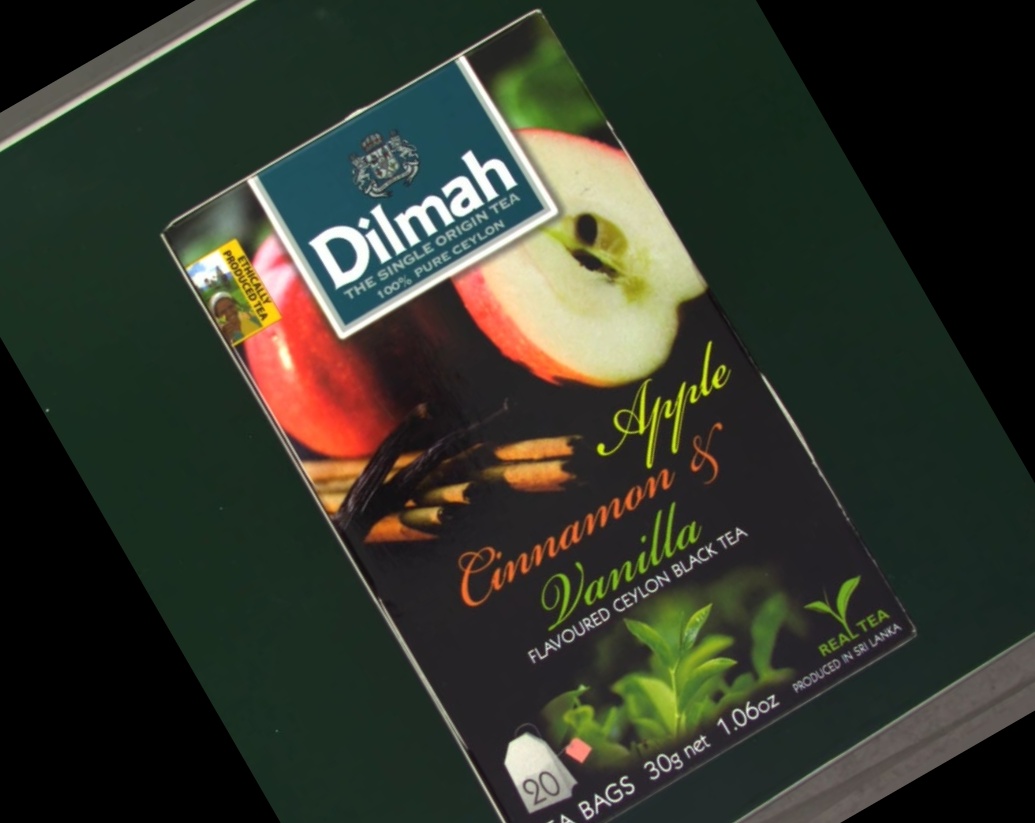 Dilmah
THE SINGLE ORIGIN TEA
100% PURE CEYLON
ETHICALLY
PRODUCED TEA
Apple
Cinnamon &
Vanilla
FLAVOURED CEYLON BLACK TEA
REAL TEA
PRODUCED IN SRI LANKA
20
BAGS 30g net 1.06oz